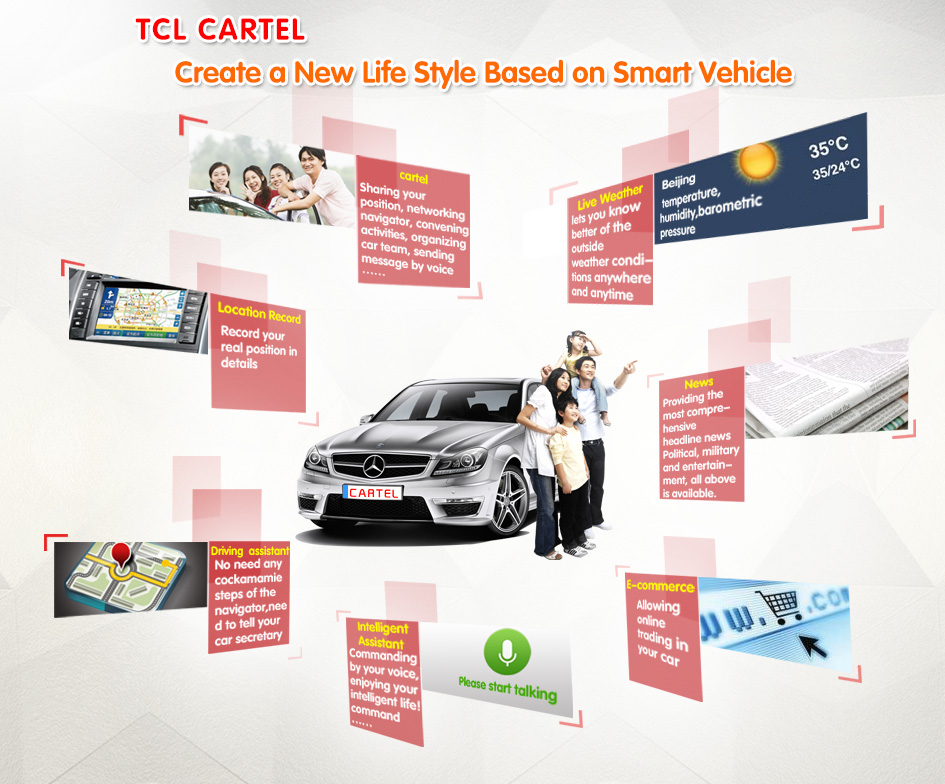 TCL CARTEL
Create a New Life Style Based on Smart Vehicle
cartel
Sharing your
position, networking
navigator, convening
activities, organizing
car team, sending
message by voice
······
Live Weather
lets you know
better of the
outside
weather condi–
tions anywhere
and anytime
Beijing
temperature,
humidity,barometric
pressure
35°C
35/24°C
Location Record
Record your
real position in
details
News
Providing the
most compre–
hensive
headline news
Political, military
and entertain–
ment, all above
is available.
CARTEL
Driving assistant
No need any
cockamamie
steps of the
navigator,nee
d to tell your
car secretary
Intelligent
Assistant
Commanding
by your voice,
enjoying your
intelligent life!
command
······
Please start talking
E-commerce
Allowing
online
trading in
your car
www.com